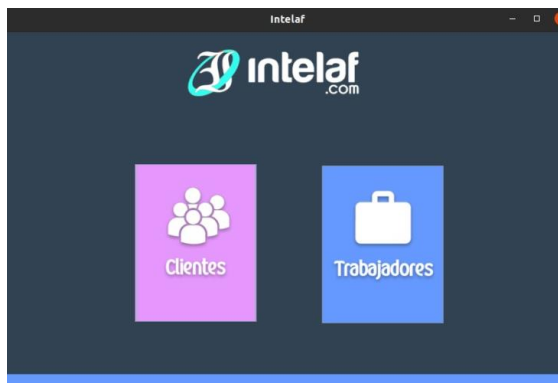 Intelaf
intelaf
.com
Clientes
Trabajadores